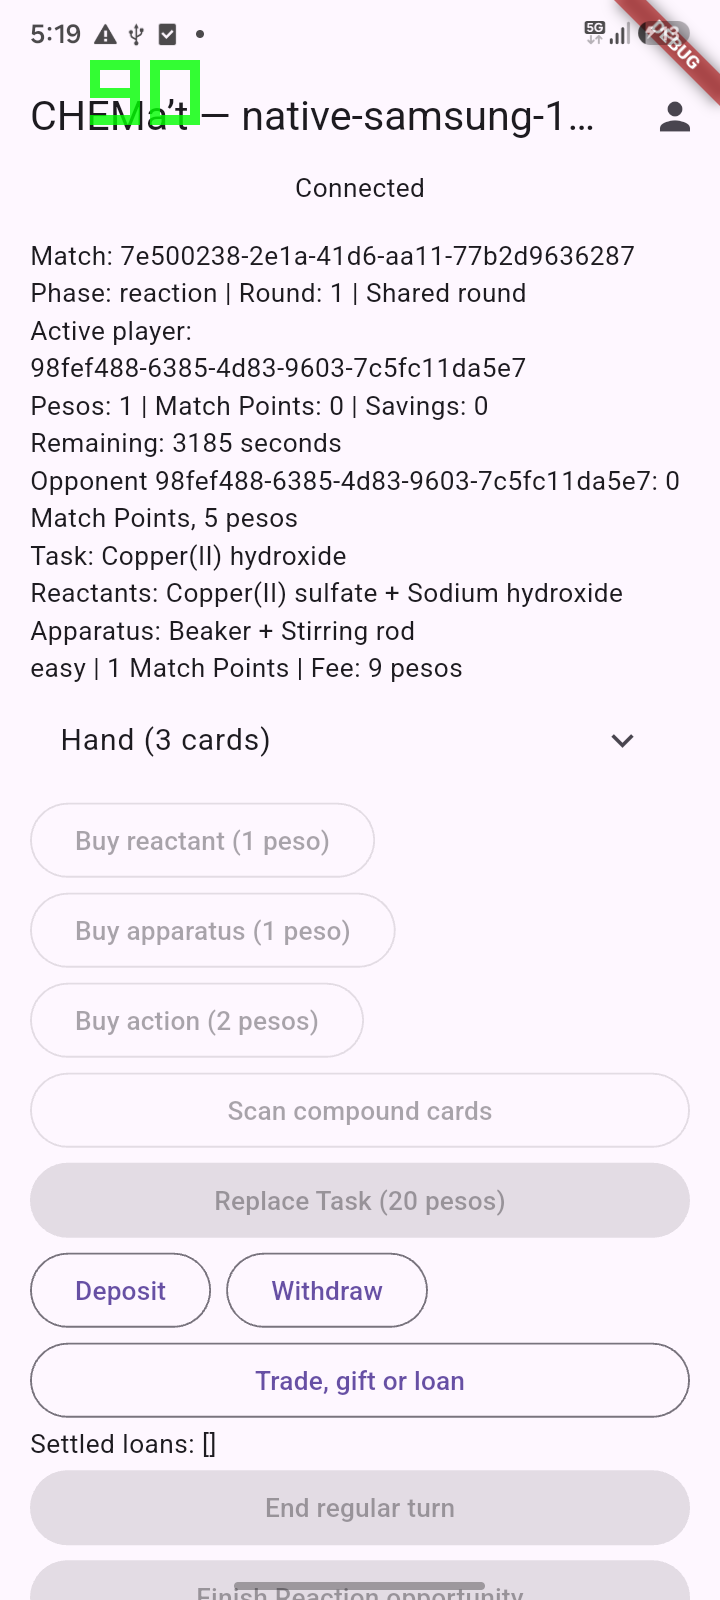 5:19
5G
DEBUG
90
CHEMa’t — native-samsung-1…
Connected
Match: 7e500238-2e1a-41d6-aa11-77b2d9636287
Phase: reaction | Round: 1 | Shared round
Active player:
98fef488-6385-4d83-9603-7c5fc11da5e7
Pesos: 1 | Match Points: 0 | Savings: 0
Remaining: 3185 seconds
Opponent 98fef488-6385-4d83-9603-7c5fc11da5e7: 0
Match Points, 5 pesos
Task: Copper(II) hydroxide
Reactants: Copper(II) sulfate + Sodium hydroxide
Apparatus: Beaker + Stirring rod
easy | 1 Match Points | Fee: 9 pesos
Hand (3 cards)
Buy reactant (1 peso)
Buy apparatus (1 peso)
Buy action (2 pesos)
Scan compound cards
Replace Task (20 pesos)
Deposit
Withdraw
Trade, gift or loan
Settled loans: []
End regular turn
Finish Reaction opportunity